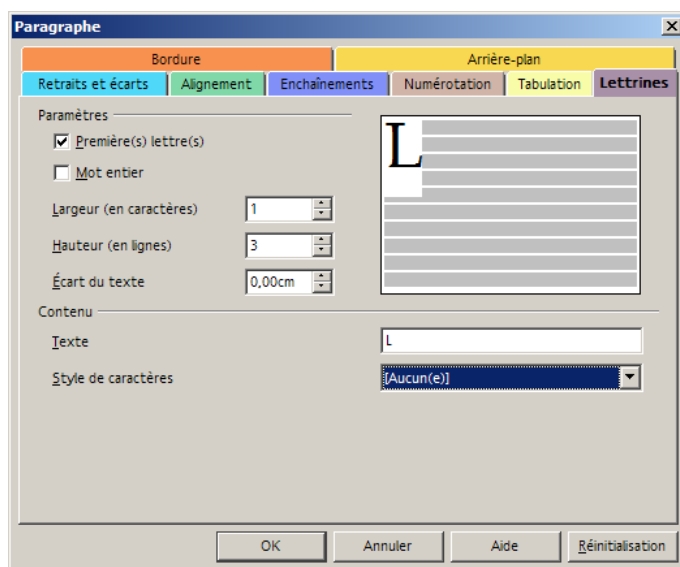 Paragraphe
Bordure Arrière-plan
Retraits et écarts Alignement Enchaînements Numérotation Tabulation Lettrines
Paramètres
Première(s) lettre(s)
Mot entier
Largeur (en caractères) 1
Hauteur (en lignes) 3
Écart du texte 0,00cm
L
Contenu
Texte L
Style de caractères [Aucun(e)]
OK Annuler Aide Réinitialisation